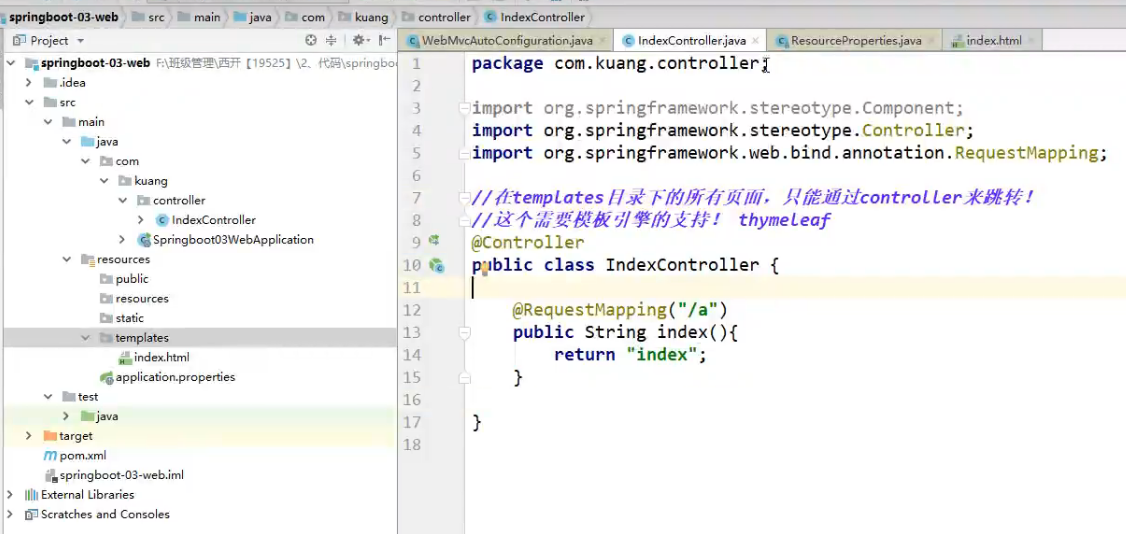 springboot-03-web src main java com kuang controller IndexController
Project
WebMvcAutoConfiguration.java IndexController.java ResourceProperties.java index.html
springboot-03-web F:\班级管理\西开【19525】\2、代码\springbo
.idea
src
main
java
com
kuang
controller
IndexController
Springboot03WebApplication
resources
public
resources
static
templates
index.html
application.properties
test
java
target
pom.xml
springboot-03-web.iml
External Libraries
Scratches and Consoles
1 package com.kuang.controller;
2
3 import org.springframework.stereotype.Component;
4 import org.springframework.stereotype.Controller;
5 import org.springframework.web.bind.annotation.RequestMapping;
6
7 //在templates目录下的所有页面，只能通过controller来跳转！
8 //这个需要模板引擎的支持！ thymeleaf
9 @Controller
10 public class IndexController {
11
12 @RequestMapping("/a")
13 public String index(){
14 return "index";
15 }
16
17 }
18